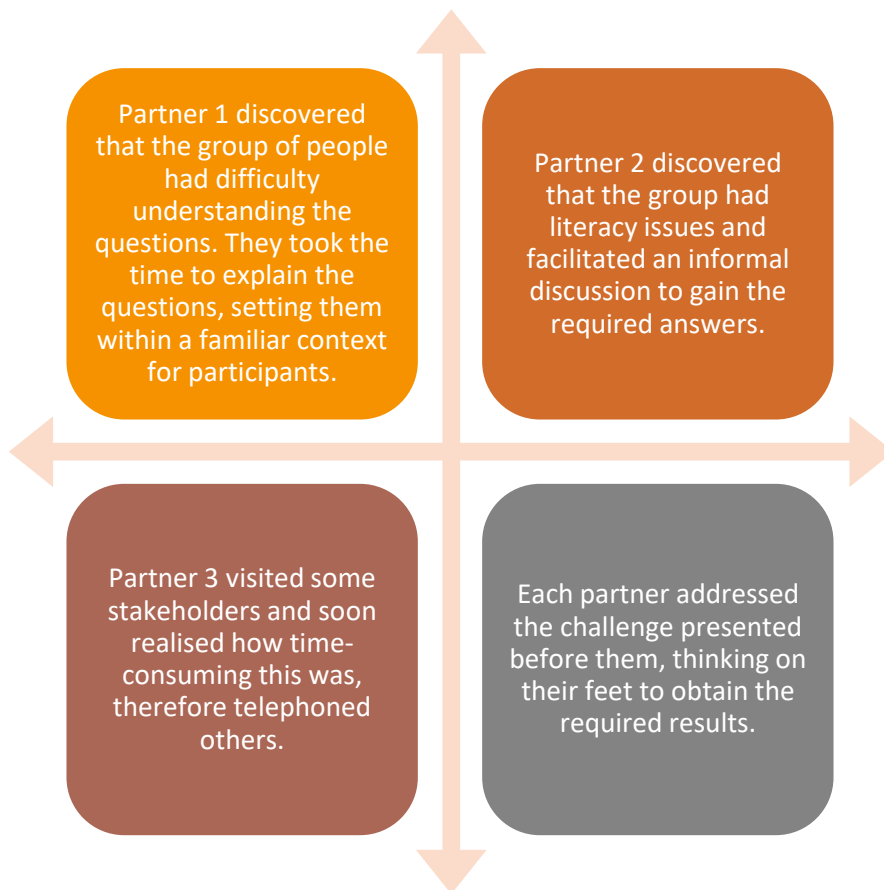 Partner 1 discovered
that the group of people
had difficulty
understanding the
questions. They took the
time to explain the
questions, setting them
within a familiar context
for participants.
Partner 2 discovered
that the group had
literacy issues and
facilitated an informal
discussion to gain the
required answers.
Partner 3 visited some
stakeholders and soon
realised how time-
consuming this was,
therefore telephoned
others.
Each partner addressed
the challenge presented
before them, thinking on
their feet to obtain the
required results.